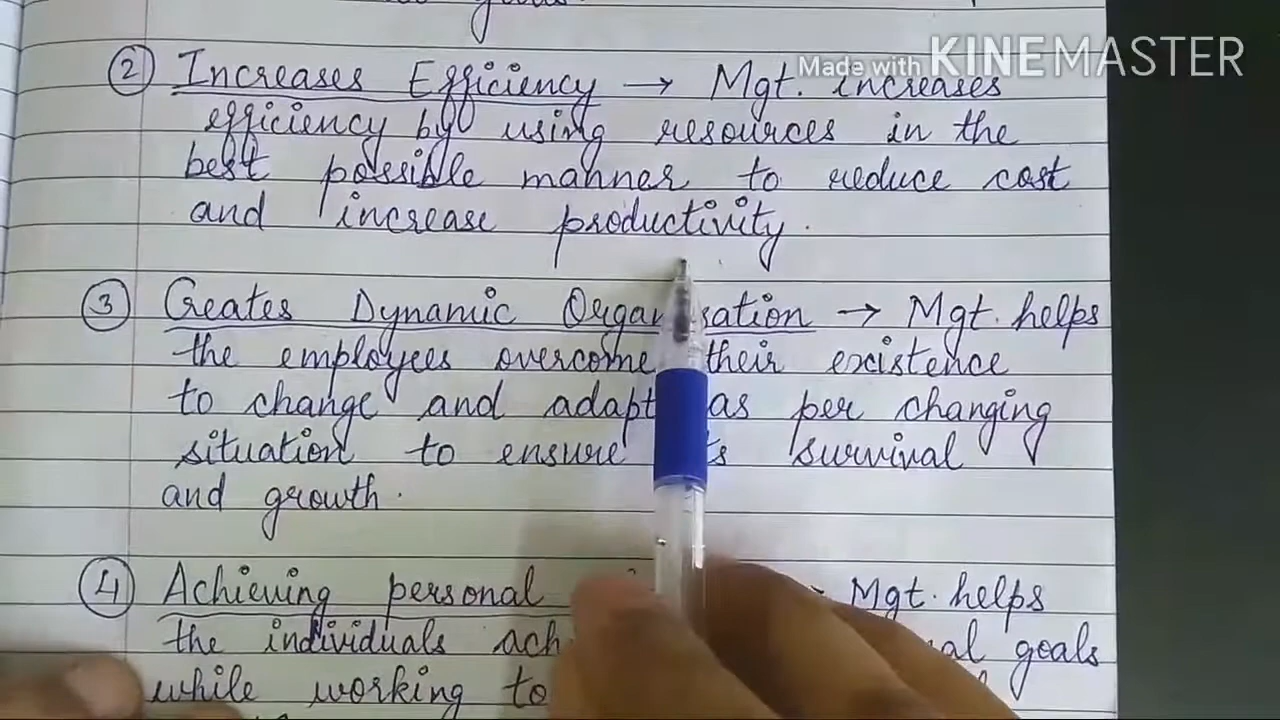 Made with KINEMASTER
② Increases Efficiency → Mgt. increases
efficiency by using resources in the
best possible manner to reduce cost
and increase productivity.
③ Creates Dynamic Organisation → Mgt. helps
the employees overcome their existence
to change and adapt as per changing
situation to ensure its survival
and growth.
④ Achieving personal Mgt. helps
the individuals goals
while working to